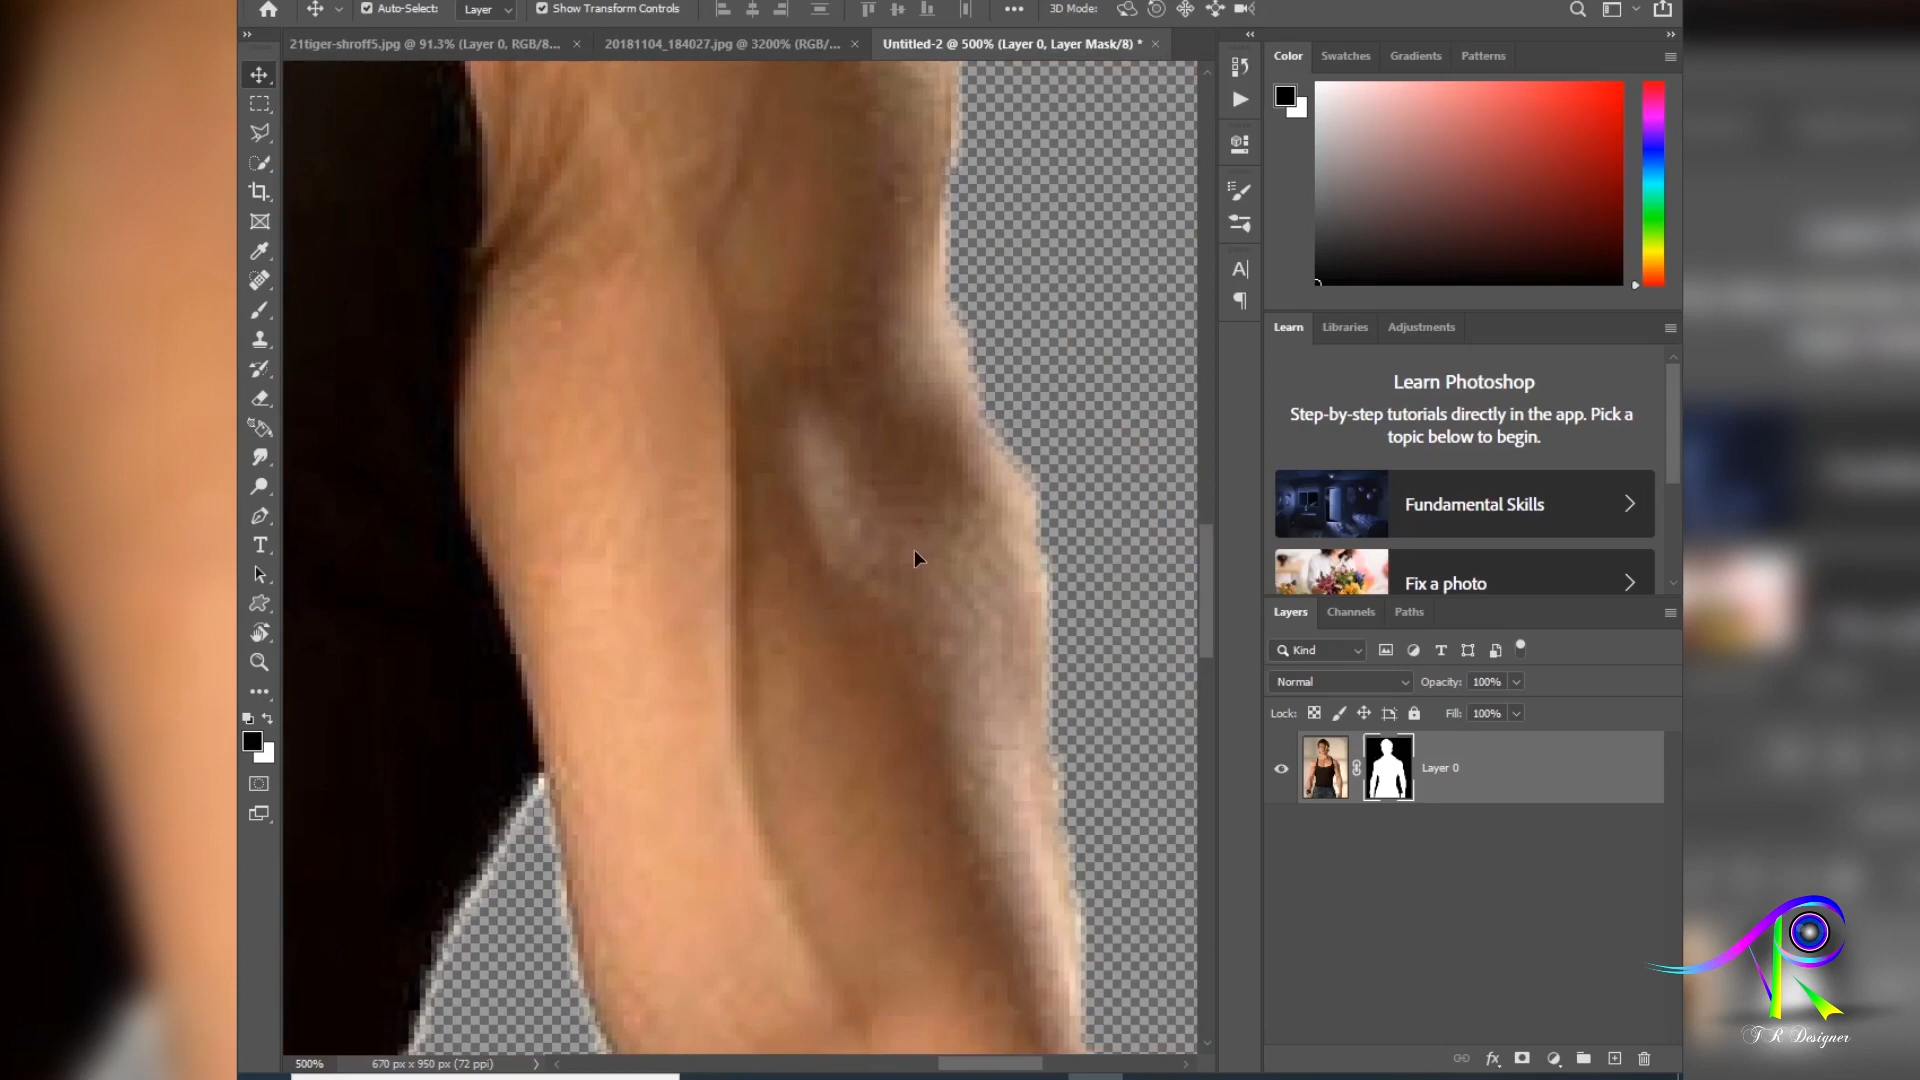 Auto-Select: Layer Show Transform Controls 3D Mode:
21tiger-shroff5.jpg @ 91.3% (Layer 0, RGB/8...
20181104_184027.jpg @ 3200% (RGB/...
Untitled-2 @ 500% (Layer 0, Layer Mask/8) *
Color Swatches Gradients Patterns
Learn Libraries Adjustments
Learn Photoshop
Step-by-step tutorials directly in the app. Pick a
topic below to begin.
Fundamental Skills
Fix a photo
Layers Channels Paths
Kind
Normal Opacity: 100%
Lock: Fill: 100%
Layer 0
500% 670 px x 950 px (72 ppi)
TR Designer